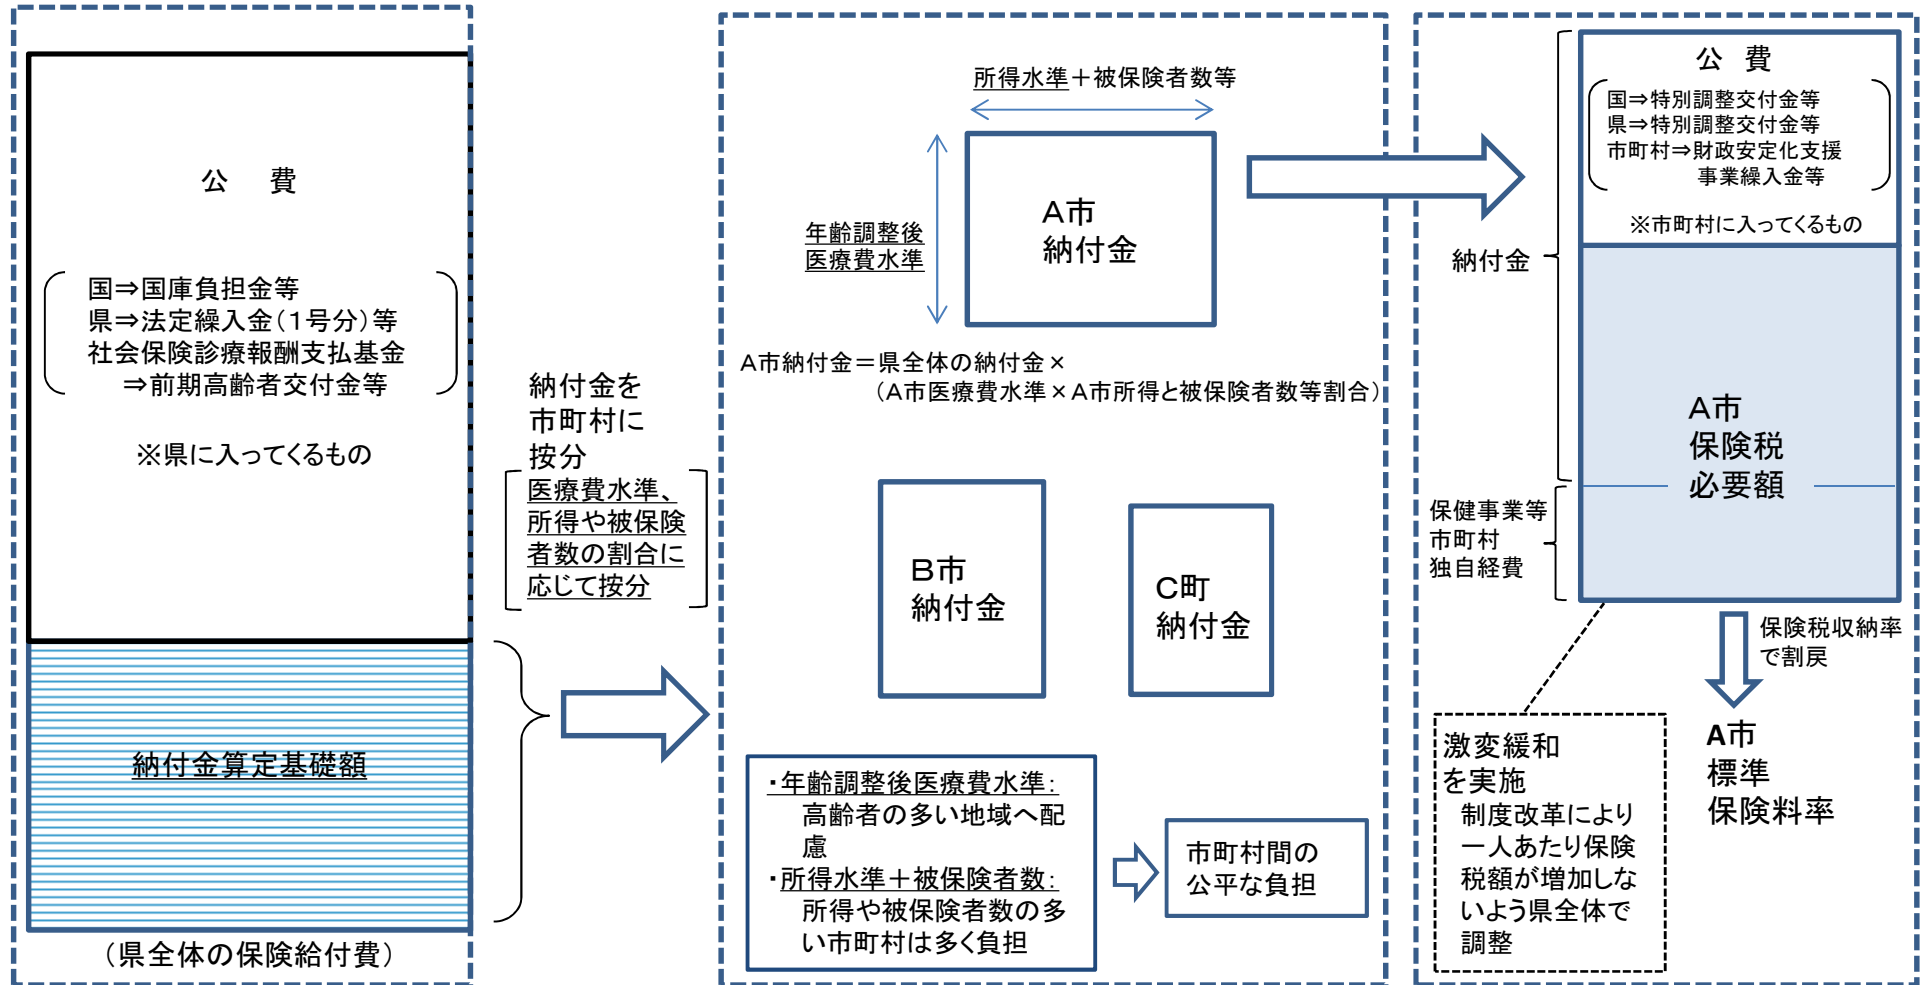 公　費
国⇒国庫負担金等
県⇒法定繰入金（１号分）等
社会保険診療報酬支払基金
⇒前期高齢者交付金等
※県に入ってくるもの
納付金算定基礎額
（県全体の保険給付費）
納付金を
市町村に
按分
医療費水準、
所得や被保険
者数の割合に
応じて按分
所得水準＋被保険者数等
年齢調整後
医療費水準
Ａ市
納付金
Ａ市納付金＝県全体の納付金×
（Ａ市医療費水準×Ａ市所得と被保険者数等割合）
Ｂ市
納付金
Ｃ町
納付金
・年齢調整後医療費水準：
高齢者の多い地域へ配
慮
・所得水準＋被保険者数：
所得や被保険者数の多
い市町村は多く負担
市町村間の
公平な負担
公　費
国⇒特別調整交付金等
県⇒特別調整交付金等
市町村⇒財政安定化支援
事業繰入金等
※市町村に入ってくるもの
納付金
Ａ市
保険税
必要額
保健事業等
市町村
独自経費
保険税収納率
で割戻
激変緩和
を実施
制度改革により
一人あたり保険
税額が増加しな
いよう県全体で
調整
A市
標準
保険料率